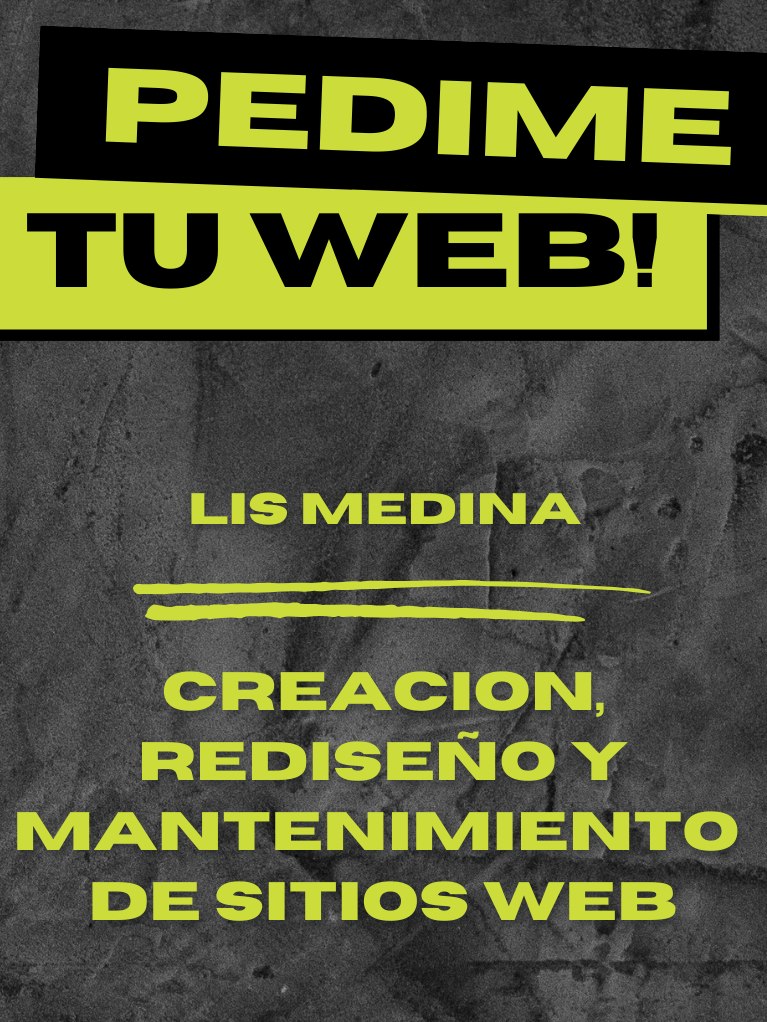 PEDIME
TU WEB!
LIS MEDINA
CREACION,
REDISEÑO Y
MANTENIMIENTO
DE SITIOS WEB